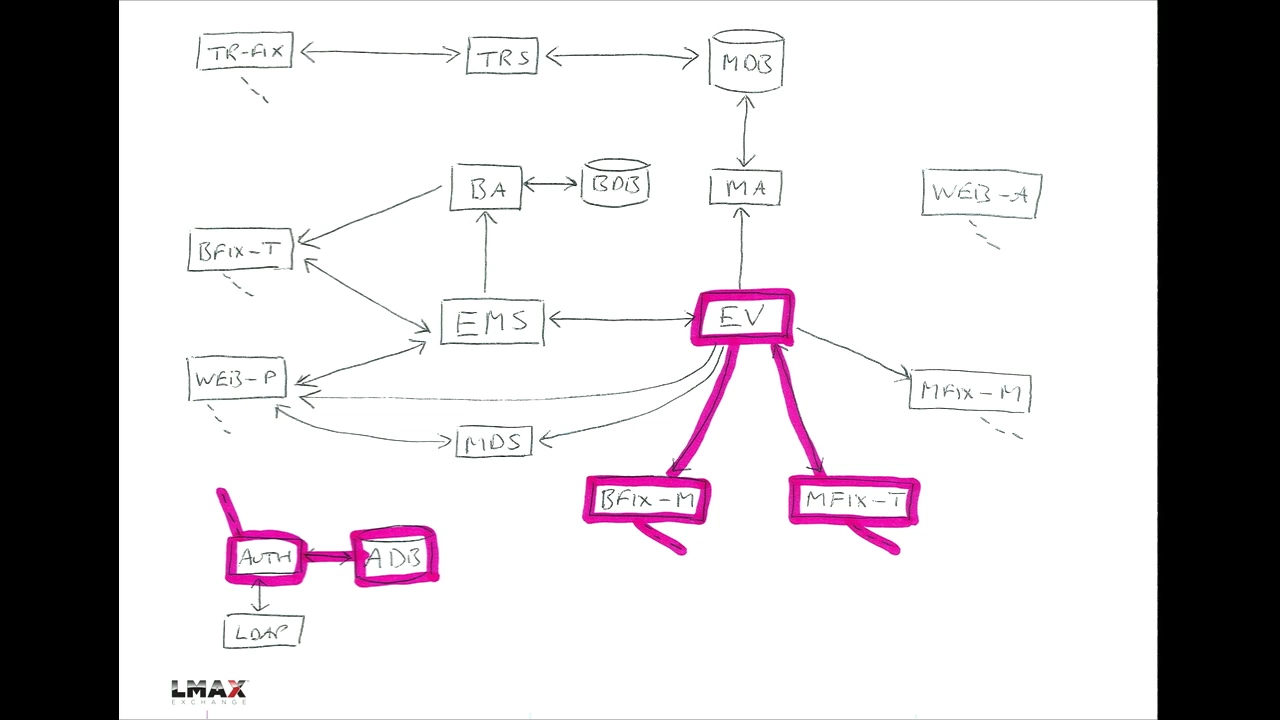 TR-FIX
TRS
MDB
BA
BDB
MA
WEB-A
BFIX-T
EMS
EV
WEB-P
MFIX-M
MDS
BFIX-M
MFIX-T
AUTH
ADB
LDAP
LMAX
EXCHANGE